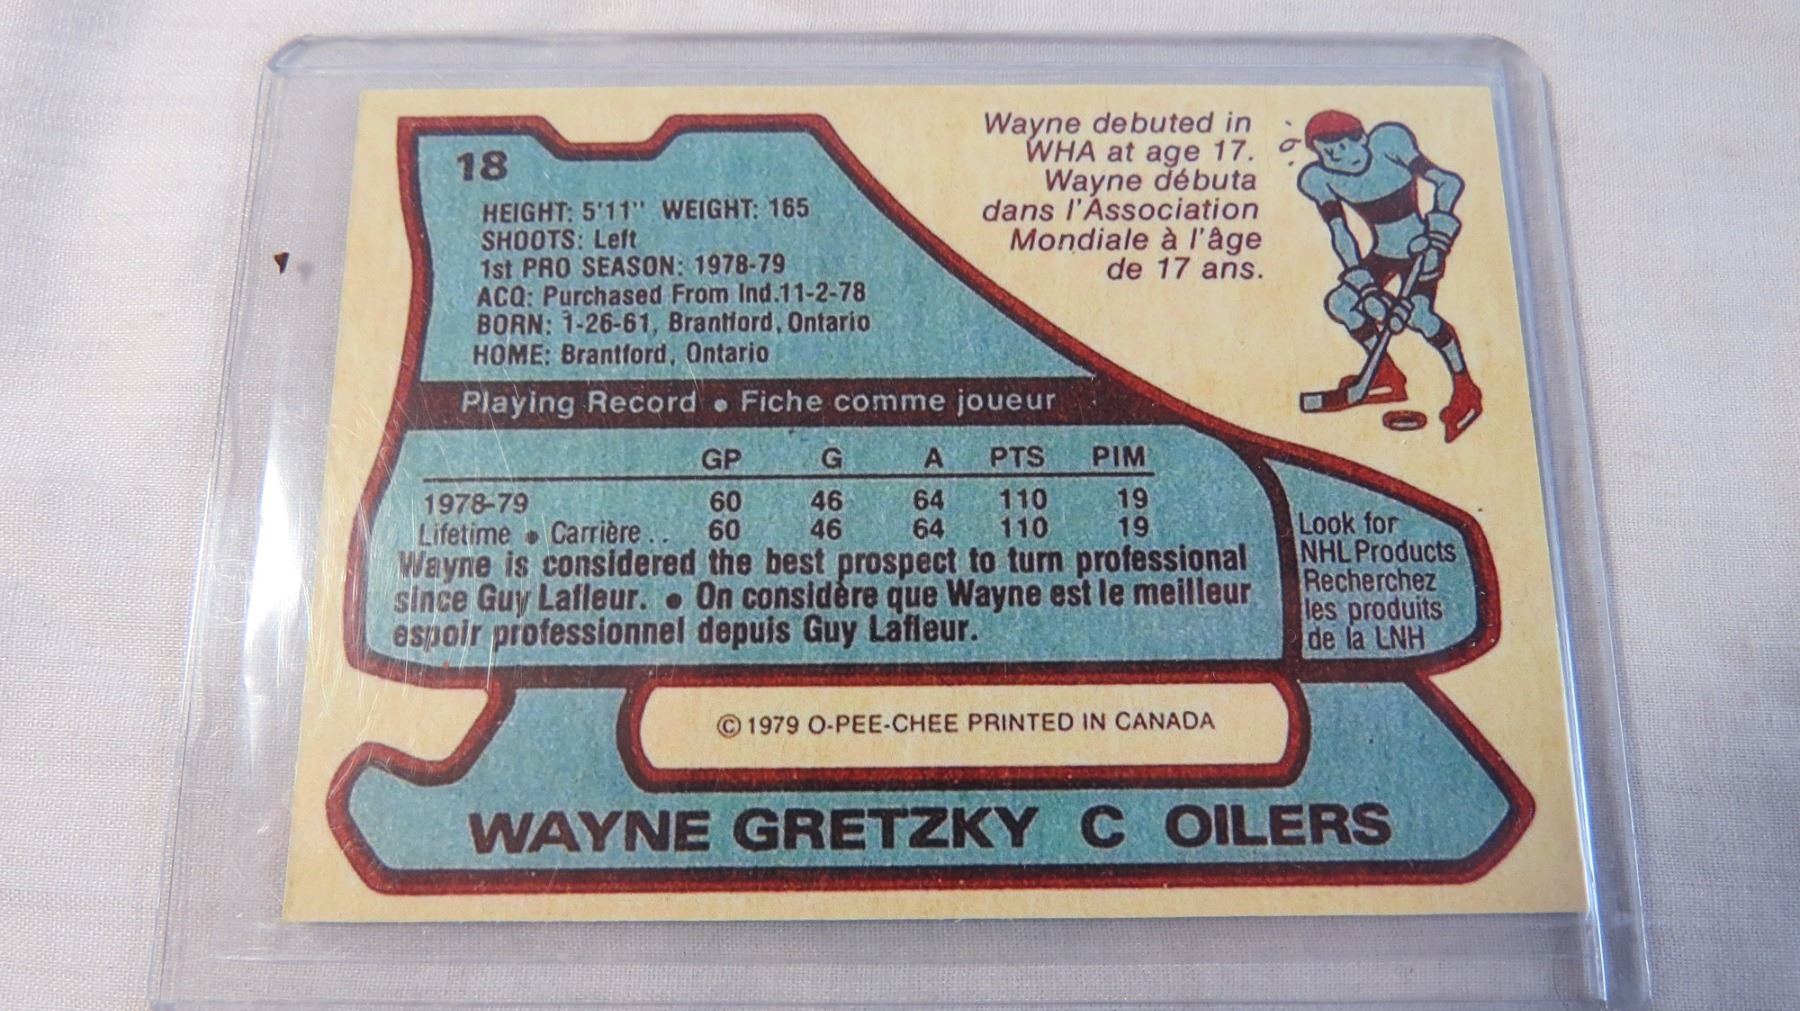 18
HEIGHT: 5'11" WEIGHT: 165
SHOOTS: Left
1st PRO SEASON: 1978-79
ACQ: Purchased From Ind.11-2-78
BORN: 1-26-61, Brantford, Ontario
HOME: Brantford, Ontario
Wayne debuted in
WHA at age 17.
Wayne débuta
dans l'Association
Mondiale à l'âge
de 17 ans.
Playing Record • Fiche comme joueur
GP G A PTS PIM
1978-79 60 46 64 110 19
Lifetime • Carrière .. 60 46 64 110 19
Wayne is considered the best prospect to turn professional
since Guy Lafleur. • On considère que Wayne est le meilleur
espoir professionnel depuis Guy Lafleur.
Look for
NHL Products
Recherchez
les produits
de la LNH
© 1979 O-PEE-CHEE PRINTED IN CANADA
WAYNE GRETZKY C OILERS